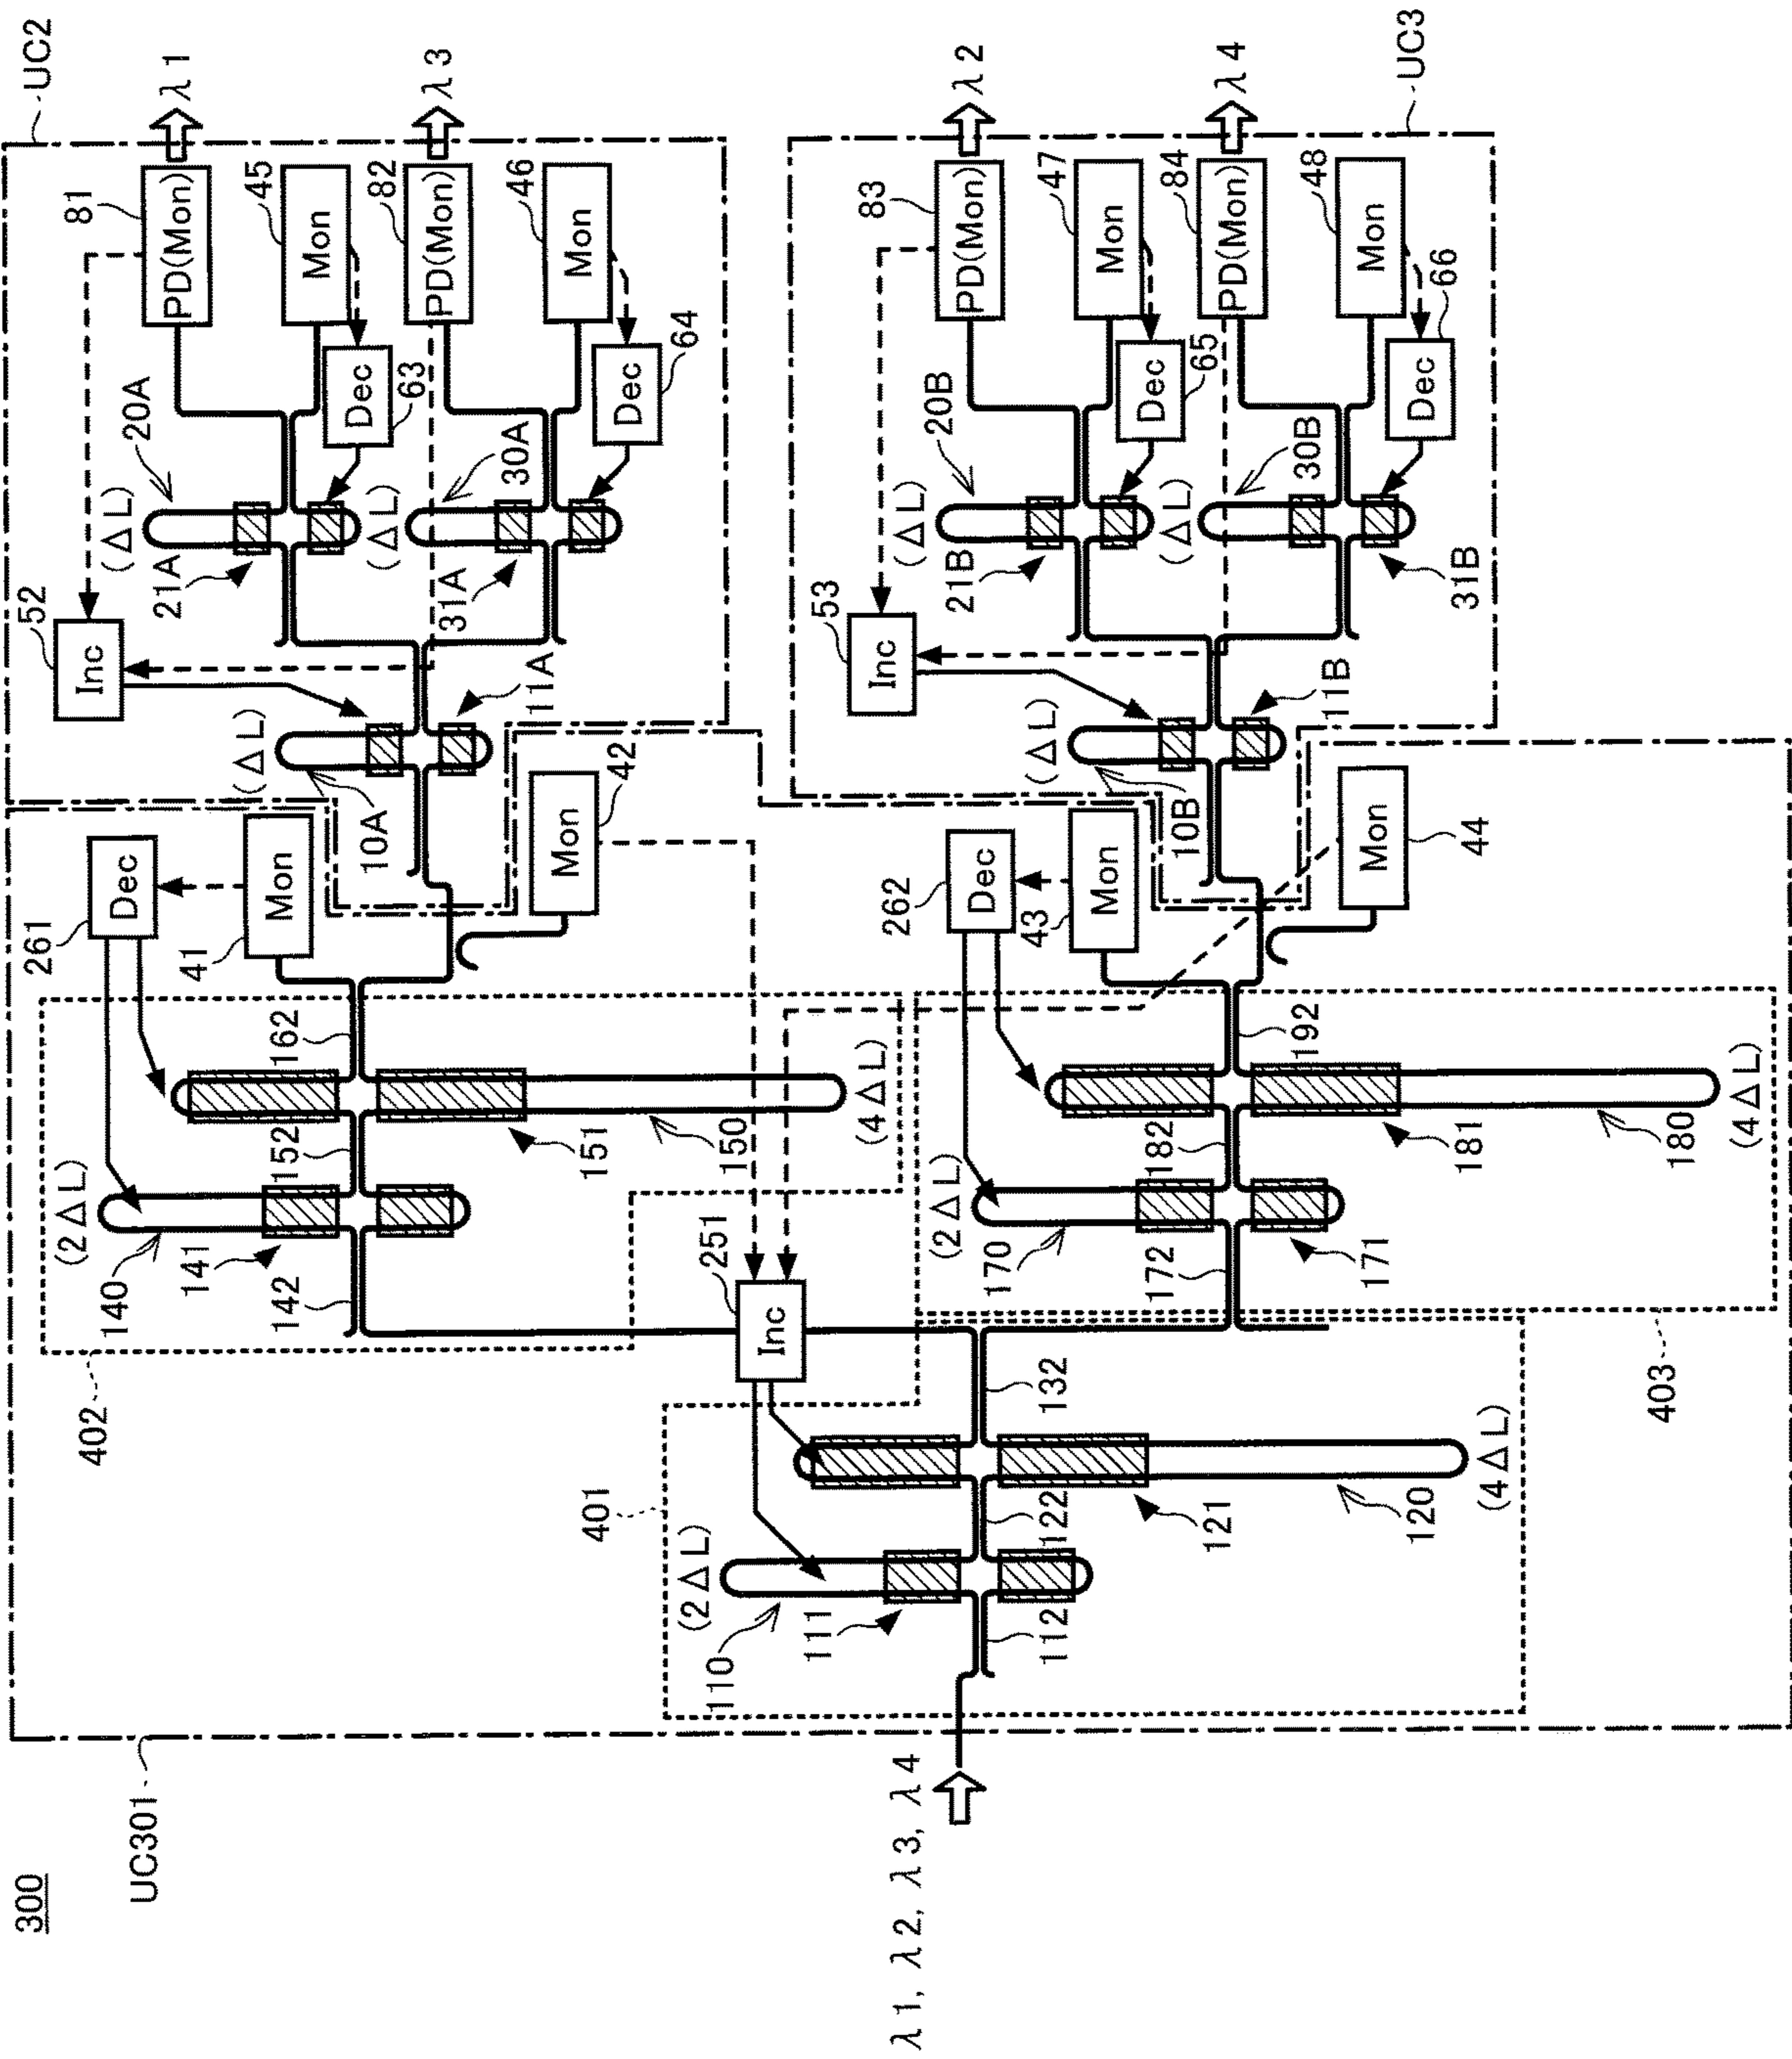 300
UC301
UC2
UC3
λ1, λ2, λ3, λ4
λ1
λ3
λ2
λ4
81
PD(Mon)
45
Mon
82
PD(Mon)
46
Mon
52
Inc
20A
(ΔL)
21A
Dec
63
(ΔL)
30A
31A
Dec
64
(ΔL)
10A
11A
83
PD(Mon)
47
Mon
84
PD(Mon)
48
Mon
53
Inc
20B
(ΔL)
21B
Dec
65
(ΔL)
30B
31B
Dec
66
(ΔL)
10B
11B
261
Dec
41
Mon
42
Mon
262
Dec
43
Mon
44
Mon
402
(2ΔL)
140
141
142
152
162
151
150
(4ΔL)
251
Inc
403
(2ΔL)
170
172
182
192
171
181
180
(4ΔL)
401
(2ΔL)
110
111
112
122
132
121
120
(4ΔL)